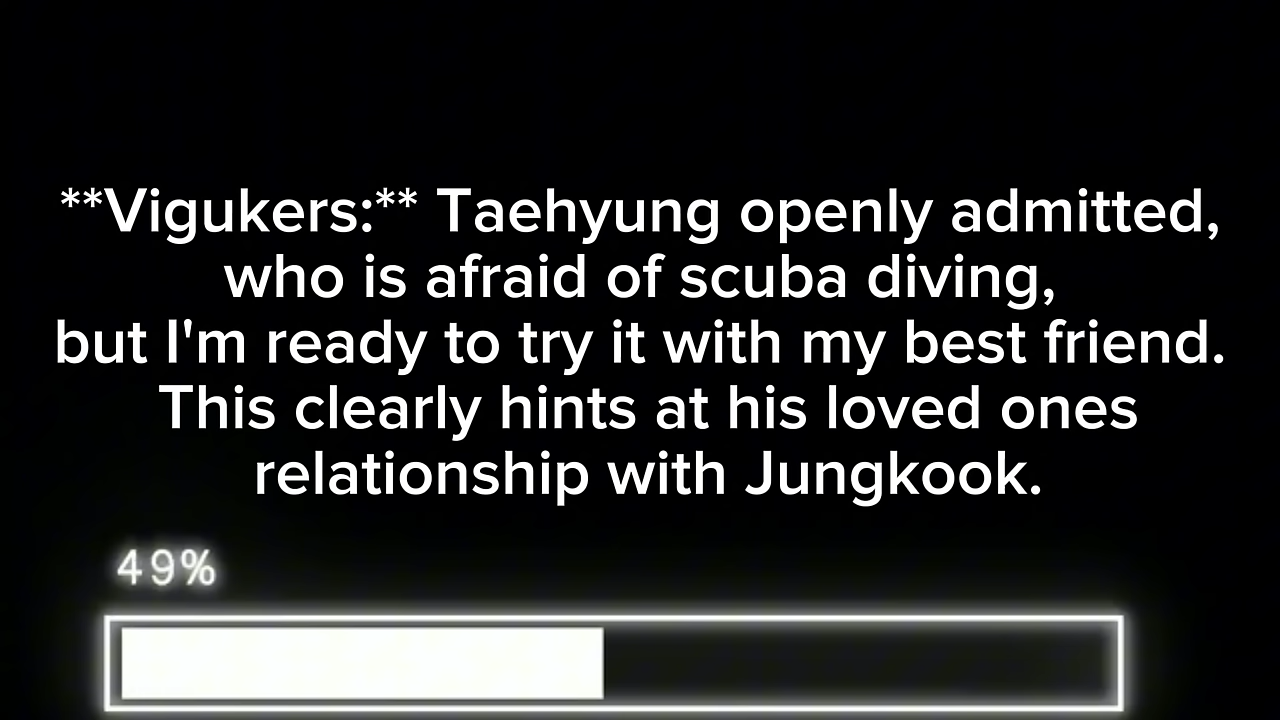 **Vigukers:** Taehyung openly admitted,
who is afraid of scuba diving,
but I'm ready to try it with my best friend.
This clearly hints at his loved ones
relationship with Jungkook.
49%